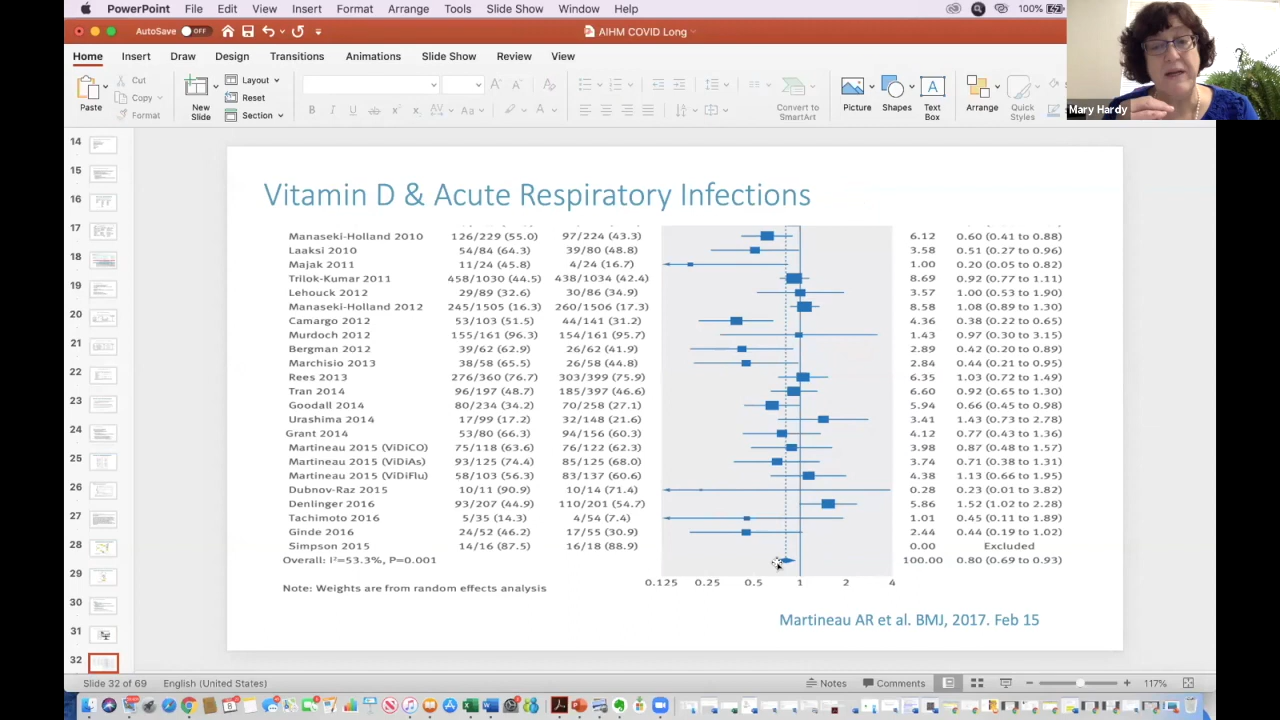 PowerPoint File Edit View Insert Format Arrange Tools Slide Show Window Help 100%
AutoSave OFF AIHM COVID Long
Home Insert Draw Design Transitions Animations Slide Show Review View
Paste Cut Copy Format New Slide Layout Reset Section Convert to SmartArt Picture Shapes Text Box Arrange Quick Styles
Mary Hardy
14
15
16
17
18
19
20
21
22
23
24
25
26
27
28
29
30
31
32
Vitamin D & Acute Respiratory Infections
Manaseki-Holland 2010 126/229 (55.0) 97/224 (43.3) 6.12 0.60 (0.41 to 0.88)
Laaksi 2010 54/84 (64.3) 39/80 (48.8) 3.58 0.51 (0.27 to 0.96)
Majak 2011 11/24 (45.8) 4/24 (16.7) 1.00 0.20 (0.05 to 0.82)
Trilok-Kumar 2011 458/1030 (44.5) 438/1034 (42.4) 8.69 0.92 (0.77 to 1.11)
Lehouck 2012 29/89 (32.6) 30/86 (34.9) 3.57 1.00 (0.53 to 1.90)
Manaseki-Holland 2012 245/1505 (16.3) 260/1506 (17.3) 8.58 1.08 (0.89 to 1.30)
Camargo 2012 53/103 (51.5) 44/141 (31.2) 4.36 0.38 (0.22 to 0.65)
Murdoch 2012 155/161 (96.3) 154/161 (95.7) 1.43 0.97 (0.30 to 3.15)
Bergman 2012 39/62 (62.9) 26/62 (41.9) 2.89 0.42 (0.20 to 0.89)
Marchisio 2013 38/58 (65.5) 26/58 (44.8) 2.84 0.44 (0.21 to 0.95)
Rees 2013 276/360 (76.7) 303/399 (75.9) 6.35 1.03 (0.72 to 1.49)
Tran 2014 96/197 (48.7) 185/397 (46.6) 6.60 0.92 (0.65 to 1.30)
Goodall 2014 80/234 (34.2) 70/258 (27.1) 5.94 0.66 (0.45 to 0.98)
Urashima 2014 17/99 (17.2) 32/148 (21.6) 3.41 1.43 (0.73 to 2.78)
Grant 2014 53/80 (66.3) 94/156 (60.3) 4.12 0.77 (0.43 to 1.36)
Martineau 2015 (ViDiCO) 75/118 (63.6) 76/122 (62.3) 3.98 0.87 (0.48 to 1.57)
Martineau 2015 (ViDiAs) 93/125 (74.4) 85/125 (68.0) 3.74 0.71 (0.38 to 1.31)
Martineau 2015 (ViDiFlu) 58/103 (56.3) 83/137 (60.6) 4.38 1.13 (0.66 to 1.95)
Dubnov-Raz 2015 10/11 (90.9) 10/14 (71.4) 0.28 0.23 (0.01 to 3.82)
Denlinger 2016 93/207 (44.9) 110/201 (54.7) 5.86 1.52 (1.02 to 2.28)
Tachimoto 2016 5/35 (14.3) 4/54 (7.4) 1.01 0.45 (0.11 to 1.89)
Ginde 2016 24/52 (46.2) 17/55 (30.9) 2.44 0.44 (0.19 to 1.02)
Simpson 2015 14/16 (87.5) 16/18 (88.9) 0.00 Excluded
Overall: I²=53.3%, P=0.001 100.00 0.80 (0.69 to 0.93)
0.125 0.25 0.5 1 2 4
Note: Weights are from random effects analysis
Martineau AR et al. BMJ, 2017. Feb 15
Slide 32 of 69 English (United States) Notes Comments 117%